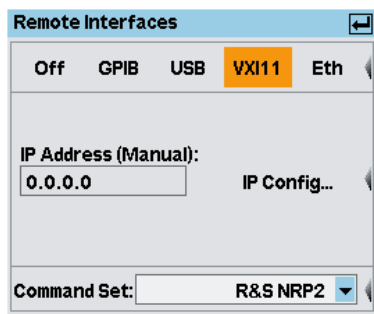 Remote Interfaces
Off GPIB USB VXI11 Eth
IP Address (Manual):
0.0.0.0 IP Config...
Command Set: R&S NRP2